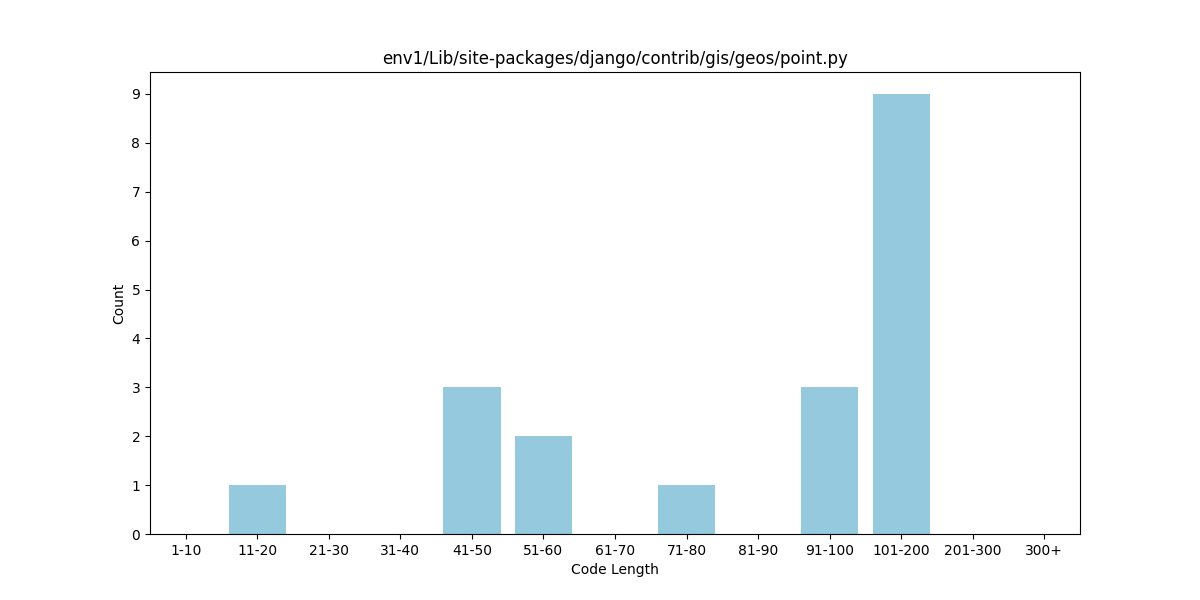 env1/Lib/site-packages/django/contrib/gis/geos/point.py
9
8
7
6
5
4
3
2
1
0
Count
1-10 11-20 21-30 31-40 41-50 51-60 61-70 71-80 81-90 91-100 101-200 201-300 300+
Code Length